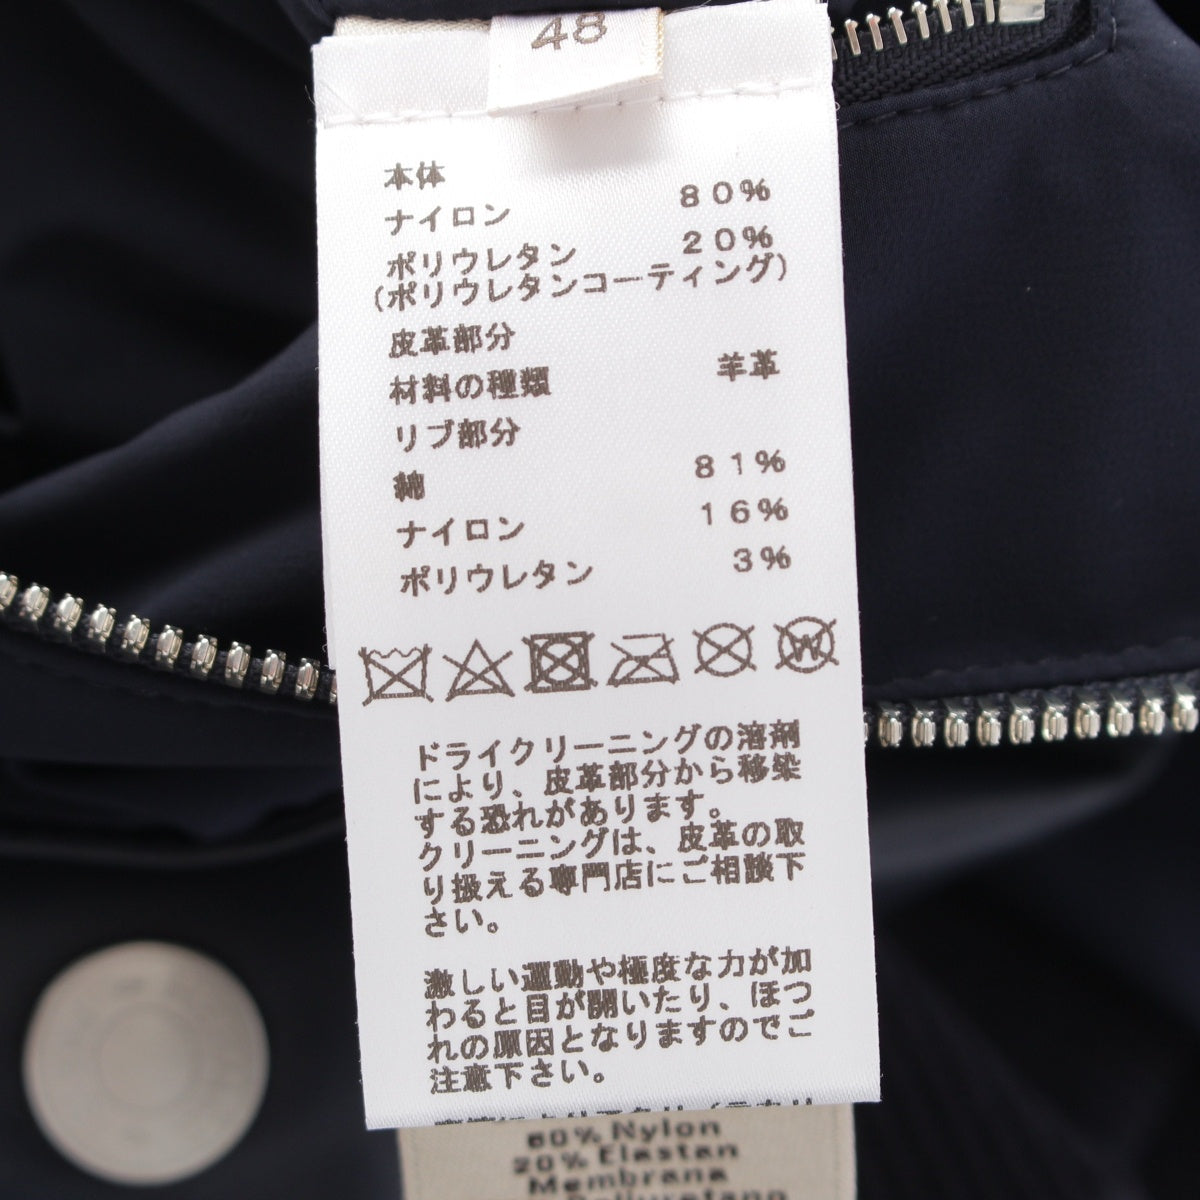 48
本体
ナイロン 80%
ポリウレタン 20%
(ポリウレタンコーティング)
皮革部分
材料の種類 羊革
リブ部分
綿 81%
ナイロン 16%
ポリウレタン 3%
W
ドライクリーニングの溶剤
により、皮革部分から移染
する恐れがあります。
クリーニングは、皮革の取
り扱える専門店にご相談下
さい。
激しい運動や極度な力が加
わると目が開いたり、ほつ
れの原因となりますのでご
注意下さい。
80% Nylon
20% Elastan
Membrana